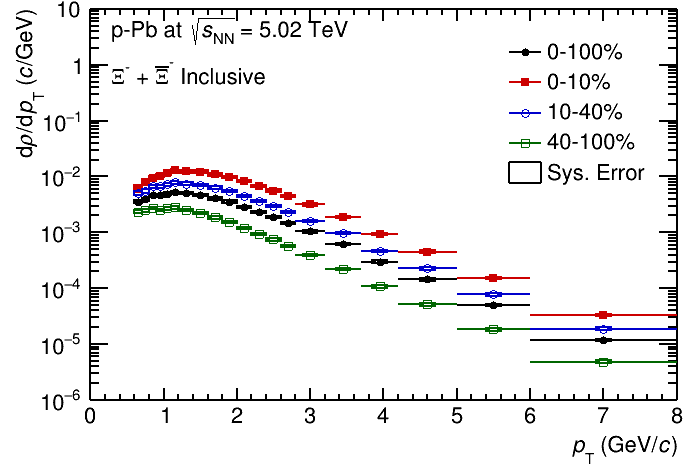 p-Pb at √s_NN = 5.02 TeV
Ξ⁻ + Ξ̅⁻ Inclusive
0-100%
0-10%
10-40%
40-100%
Sys. Error
dρ/dp_T (c/GeV)
10
1
10⁻¹
10⁻²
10⁻³
10⁻⁴
10⁻⁵
10⁻⁶
0 1 2 3 4 5 6 7 8
p_T (GeV/c)